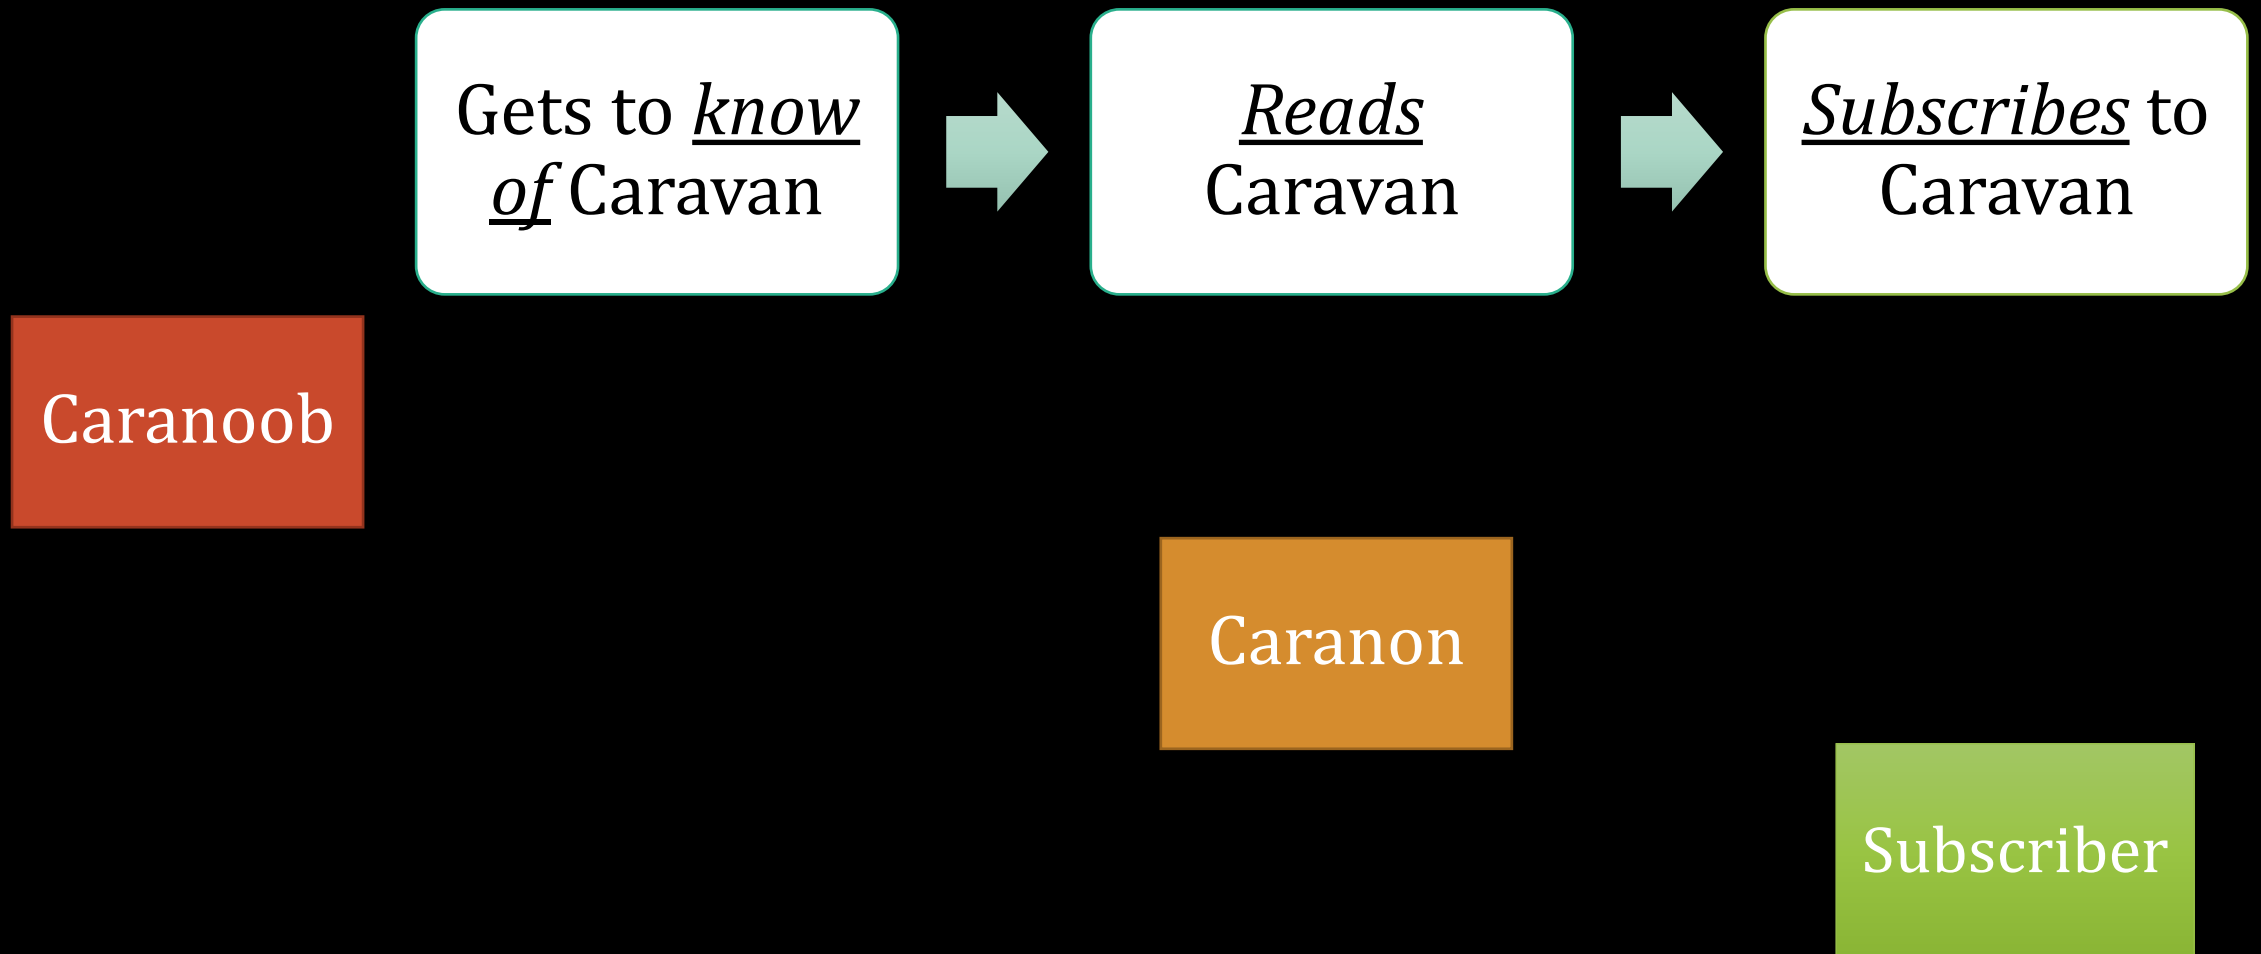 Gets to know
of Caravan
Reads
Caravan
Subscribes to
Caravan
Caranoob
Caranon
Subscriber